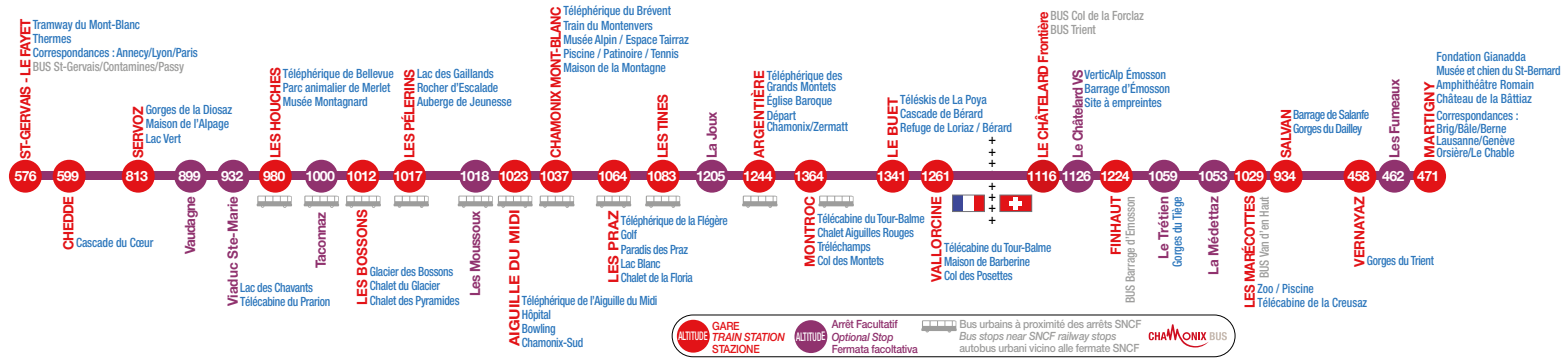 ST-GERVAIS - LE FAYET
Tramway du Mont-Blanc
Thermes
Correspondances : Annecy/Lyon/Paris
BUS St-Gervais/Contamines/Passy
576
599
CHEDDE
Cascade du Cœur
SERVOZ
Gorges de la Diosaz
Maison de l'Alpage
Lac Vert
813
899
Vaudagne
932
Viaduc Ste-Marie
Lac des Chavants
Télécabine du Prarion
LES HOUCHES
Téléphérique de Bellevue
Parc animalier de Merlet
Musée Montagnard
980
1000
Taconnaz
1012
LES BOSSONS
Glacier des Bossons
Chalet du Glacier
Chalet des Pyramides
LES PÉLERINS
Lac des Gaillands
Rocher d'Escalade
Auberge de Jeunesse
1017
1018
Les Moussoux
1023
AIGUILLE DU MIDI
Téléphérique de l'Aiguille du Midi
Hôpital
Bowling
Chamonix-Sud
CHAMONIX MONT-BLANC
Téléphérique du Brévent
Train du Montenvers
Musée Alpin / Espace Tairraz
Piscine / Patinoire / Tennis
Maison de la Montagne
1037
1064
LES PRAZ
Téléphérique de la Flégère
Golf
Paradis des Praz
Lac Blanc
Chalet de la Floria
LES TINES
1083
La Joux
1205
ARGENTIÈRE
Téléphérique des
Grands Montets
Église Baroque
Départ
Chamonix/Zermatt
1244
1364
MONTROC
Télécabine du Tour-Balme
Chalet Aiguilles Rouges
Tréléchamps
Col des Montets
LE BUET
Téléskis de La Poya
Cascade de Bérard
Refuge de Loriaz / Bérard
1341
1261
VALLORCINE
Télécabine du Tour-Balme
Maison de Barberine
Col des Posettes
LE CHÂTELARD Frontière
BUS Col de la Forclaz
BUS Trient
1116
Le Châtelard VS
VerticAlp Émosson
Barrage d'Émosson
Site à empreintes
1126
1224
FINHAUT
BUS Barrage d'Emosson
1059
Le Trétien
Gorges du Tiège
1053
La Médettaz
1029
LES MARÉCOTTES
BUS Van d'en Haut
Zoo / Piscine
Télécabine de la Creusaz
SALVAN
Barrage de Salanfe
Gorges du Dailley
934
458
VERNAYAZ
Gorges du Trient
Les Fumeaux
462
MARTIGNY
Fondation Gianadda
Musée et chien du St-Bernard
Amphithéâtre Romain
Château de la Bâttiaz
Correspondances :
Brig/Bâle/Berne
Lausanne/Genève
Orsière/Le Chable
471
ALTITUDE
GARE
TRAIN STATION
STAZIONE
ALTITUDE
Arrêt Facultatif
Optional Stop
Fermata facoltativa
Bus urbains à proximité des arrêts SNCF
Bus stops near SNCF railway stops
autobus urbani vicino alle fermate SNCF
CHAMONIX BUS